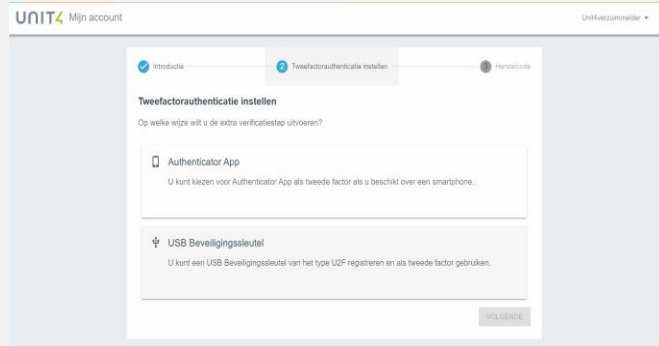 UNIT4 Mijn account
Unit4verzuimmelder
Introductie
2 Tweefactorauthenticatie instellen
3 Herstelcode
Tweefactorauthenticatie instellen
Op welke wijze wilt u de extra verificatiestap uitvoeren?
Authenticator App
U kunt kiezen voor Authenticator App als tweede factor als u beschikt over een smartphone.
USB Beveiligingssleutel
U kunt een USB Beveiligingssleutel van het type U2F registreren en als tweede factor gebruiken.
VOLGENDE